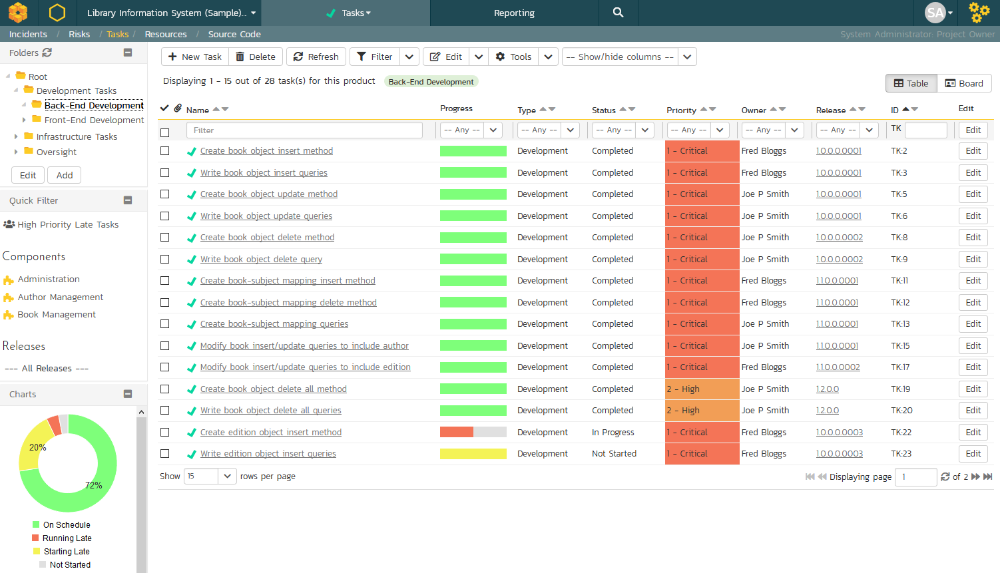 Library Information System (Sample)...
Tasks
Reporting
SA
Incidents / Risks / Tasks / Resources / Source Code
System Administrator: Project Owner
Folders
Root
Development Tasks
Back-End Development
Front-End Development
Infrastructure Tasks
Oversight
Edit Add
Quick Filter
High Priority Late Tasks
Components
Administration
Author Management
Book Management
Releases
--- All Releases ---
Charts
20%
72%
On Schedule
Running Late
Starting Late
Not Started
New Task Delete Refresh Filter Edit Tools -- Show/hide columns --
Displaying 1 - 15 out of 28 task(s) for this product Back-End Development
Table Board
Name Progress Type Status Priority Owner Release ID Edit
Filter -- Any -- -- Any -- -- Any -- -- Any -- -- Any -- -- Any -- TK Edit
Create book object insert method Development Completed 1 - Critical Fred Bloggs 1.0.0.0.0001 TK:2 Edit
Write book object insert queries Development Completed 1 - Critical Fred Bloggs 1.0.0.0.0001 TK:3 Edit
Create book object update method Development Completed 1 - Critical Joe P Smith 1.0.0.0.0001 TK:5 Edit
Write book object update queries Development Completed 1 - Critical Joe P Smith 1.0.0.0.0001 TK:6 Edit
Create book object delete method Development Completed 1 - Critical Joe P Smith 1.0.0.0.0002 TK:8 Edit
Write book object delete query Development Completed 1 - Critical Joe P Smith 1.0.0.0.0002 TK:9 Edit
Create book-subject mapping insert method Development Completed 1 - Critical Fred Bloggs 1.1.0.0.0001 TK:11 Edit
Create book-subject mapping delete method Development Completed 1 - Critical Fred Bloggs 1.1.0.0.0001 TK:12 Edit
Create book-subject mapping queries Development Completed 1 - Critical Joe P Smith 1.1.0.0.0001 TK:13 Edit
Modify book insert/update queries to include author Development Completed 1 - Critical Joe P Smith 1.1.0.0.0001 TK:15 Edit
Modify book insert/update queries to include edition Development Completed 1 - Critical Fred Bloggs 1.1.0.0.0002 TK:17 Edit
Create book object delete all method Development Completed 2 - High Joe P Smith 1.2.0.0 TK:19 Edit
Write book object delete all queries Development Completed 2 - High Joe P Smith 1.2.0.0 TK:20 Edit
Create edition object insert method Development In Progress 1 - Critical Fred Bloggs 1.0.0.0.0003 TK:22 Edit
Write edition object insert queries Development Not Started 1 - Critical Fred Bloggs 1.0.0.0.0003 TK:23 Edit
Show 15 rows per page
Displaying page 1 of 2